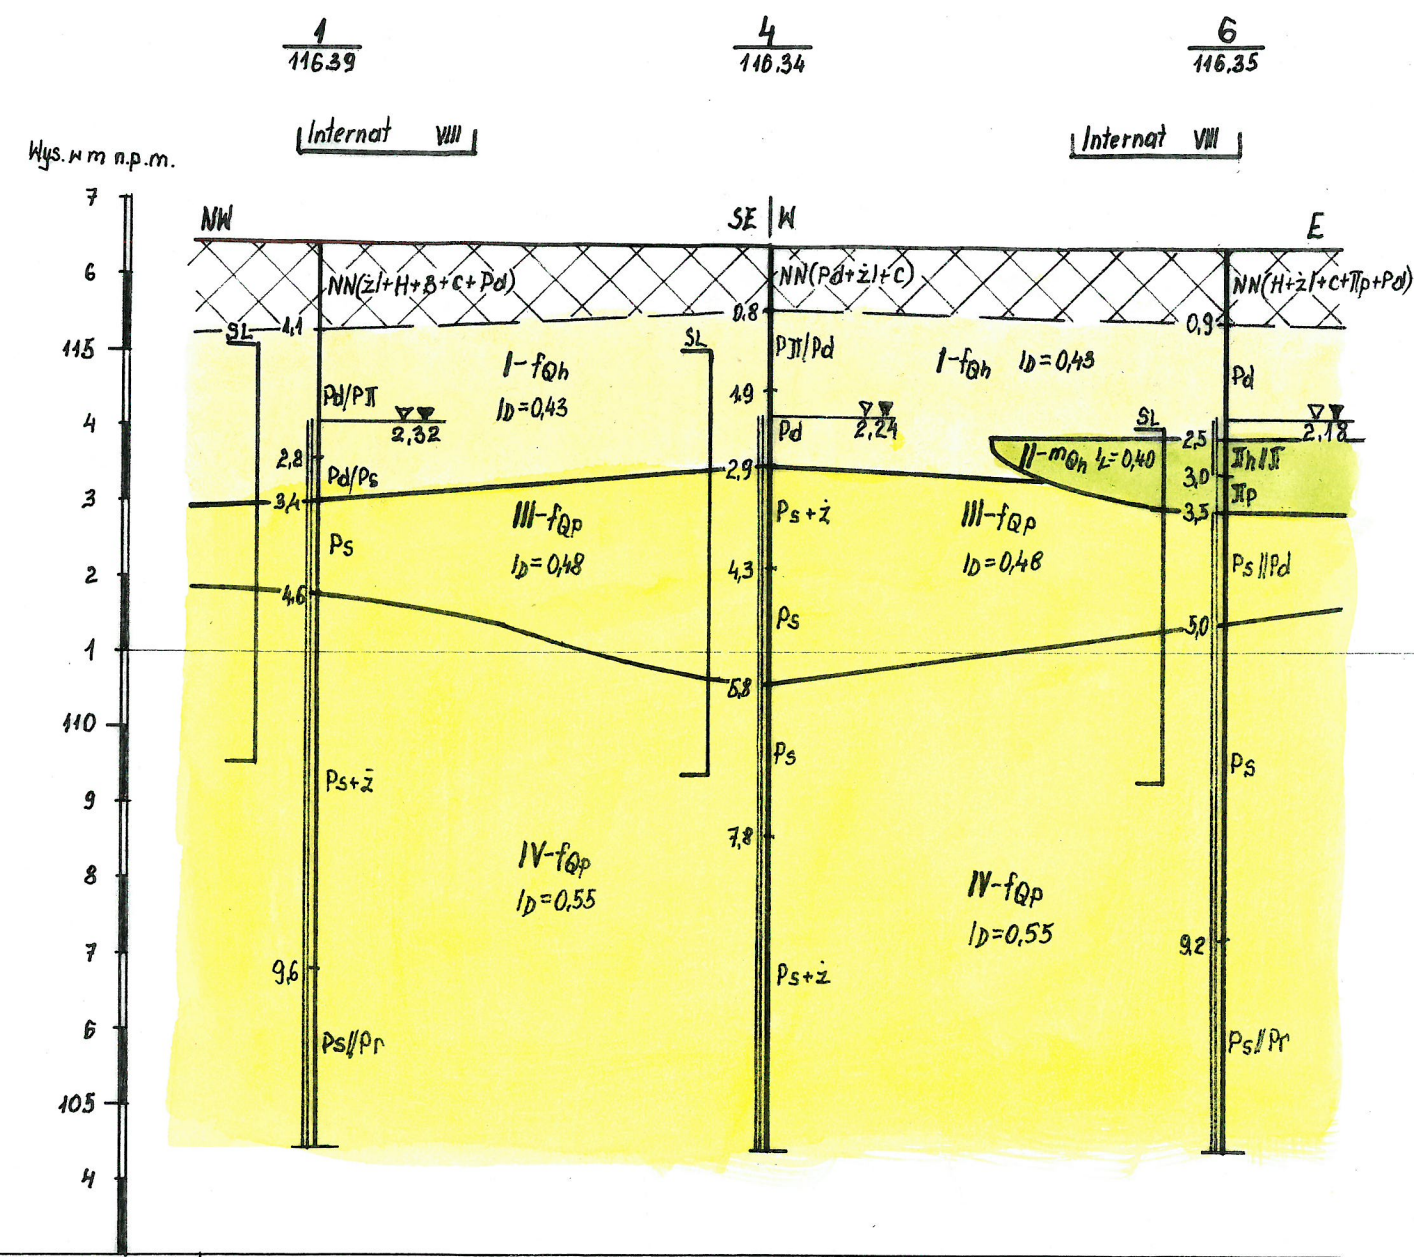 1
116.39
4
116.34
6
116.35
Internat VIII
Internat VIII
Wys. w m n.p.m.
7
6
115
4
3
2
1
110
9
8
7
6
105
4
NW
SE
W
E
NN(żl+H+B+C+Pd)
NN(Pd+żl+C)
NN(H+żl+C+Πp+Pd)
1,1
0,8
0,9
SL
SL
SL
I-fQh
ID=0,43
I-fQh ID=0,43
Pd/PΠ
PΠ/Pd
Pd
1,9
2,32
2,24
2,18
Pd
2,5
2,8
Pd/Ps
2,9
II-mQh IL=0,40
Πh//Π
3,0
Πp
3,4
3,5
Ps
III-fQp
ID=0,48
Ps+ż
III-fQp
ID=0,48
Ps//Pd
4,3
4,6
Ps
5,0
5,8
Ps+ż
Ps
Ps
7,8
IV-fQp
ID=0,55
IV-fQp
ID=0,55
9,2
9,6
Ps+ż
Ps//Pr
Ps//Pr